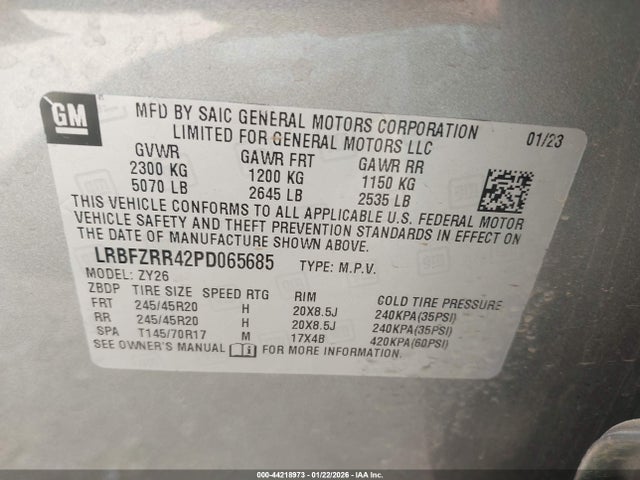 GM
MFD BY SAIC GENERAL MOTORS CORPORATION
LIMITED FOR GENERAL MOTORS LLC
01/23
GVWR GAWR FRT GAWR RR
2300 KG 1200 KG 1150 KG
5070 LB 2645 LB 2535 LB
THIS VEHICLE CONFORMS TO ALL APPLICABLE U.S. FEDERAL MOTOR
VEHICLE SAFETY AND THEFT PREVENTION STANDARDS IN EFFECT ON
THE DATE OF MANUFACTURE SHOWN ABOVE.
LRBFZRR42PD065685 TYPE: M.P.V.
MODEL: ZY26
ZBDP TIRE SIZE SPEED RTG RIM COLD TIRE PRESSURE
FRT 245/45R20 H 20X8.5J 240KPA(35PSI)
RR 245/45R20 H 20X8.5J 240KPA(35PSI)
SPA T145/70R17 M 17X4B 420KPA(60PSI)
SEE OWNER'S MANUAL FOR MORE INFORMATION.
000-44218973 - 01/22/2026 - IAA Inc.